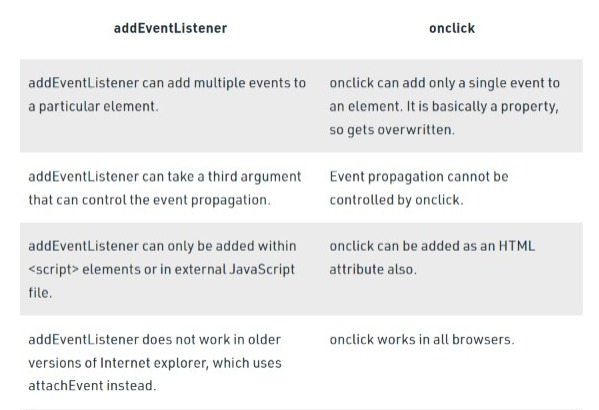 addEventListener onclick
addEventListener can add multiple events to
a particular element.
onclick can add only a single event to
an element. It is basically a property,
so gets overwritten.
addEventListener can take a third argument
that can control the event propagation.
Event propagation cannot be
controlled by onclick.
addEventListener can only be added within
<script> elements or in external JavaScript
file.
onclick can be added as an HTML
attribute also.
addEventListener does not work in older
versions of Internet explorer, which uses
attachEvent instead.
onclick works in all browsers.